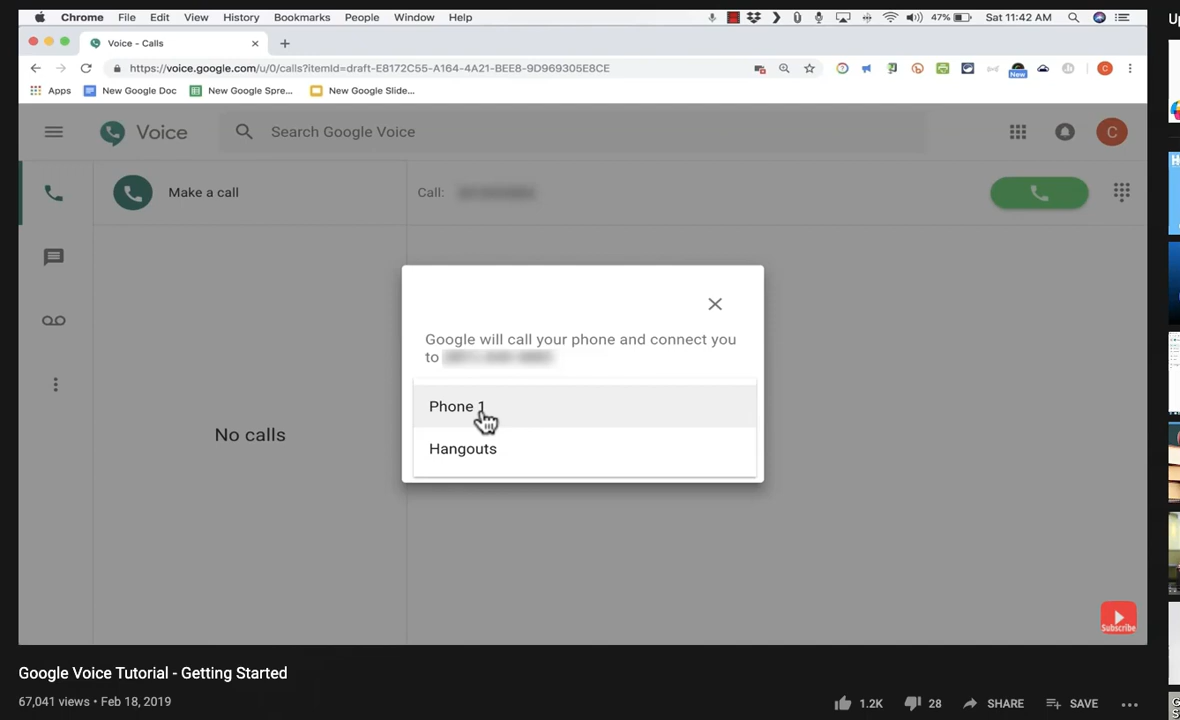 Chrome File Edit View History Bookmarks People Window Help 47% Sat 11:42 AM
Up
Voice - Calls
https://voice.google.com/u/0/calls?itemId=draft-E8172C55-A164-4A21-BEE8-9D969305E8CE New C
Apps New Google Doc New Google Spre... New Google Slide...
Voice Search Google Voice C
Make a call Call:
Google will call your phone and connect you
to
Phone 1
Hangouts
No calls
Subscribe
Google Voice Tutorial - Getting Started
67,041 views • Feb 18, 2019 1.2K 28 SHARE SAVE